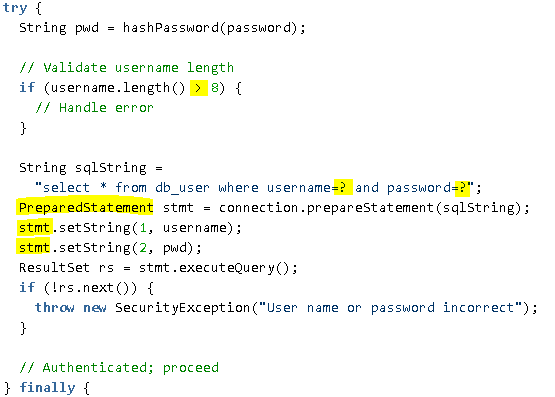 try {
  String pwd = hashPassword(password);
  // Validate username length
  if (username.length() > 8) {
    // Handle error
  }
  String sqlString =
    "select * from db_user where username=? and password=?";
  PreparedStatement stmt = connection.prepareStatement(sqlString);
  stmt.setString(1, username);
  stmt.setString(2, pwd);
  ResultSet rs = stmt.executeQuery();
  if (!rs.next()) {
    throw new SecurityException("User name or password incorrect");
  }
  // Authenticated; proceed
} finally {